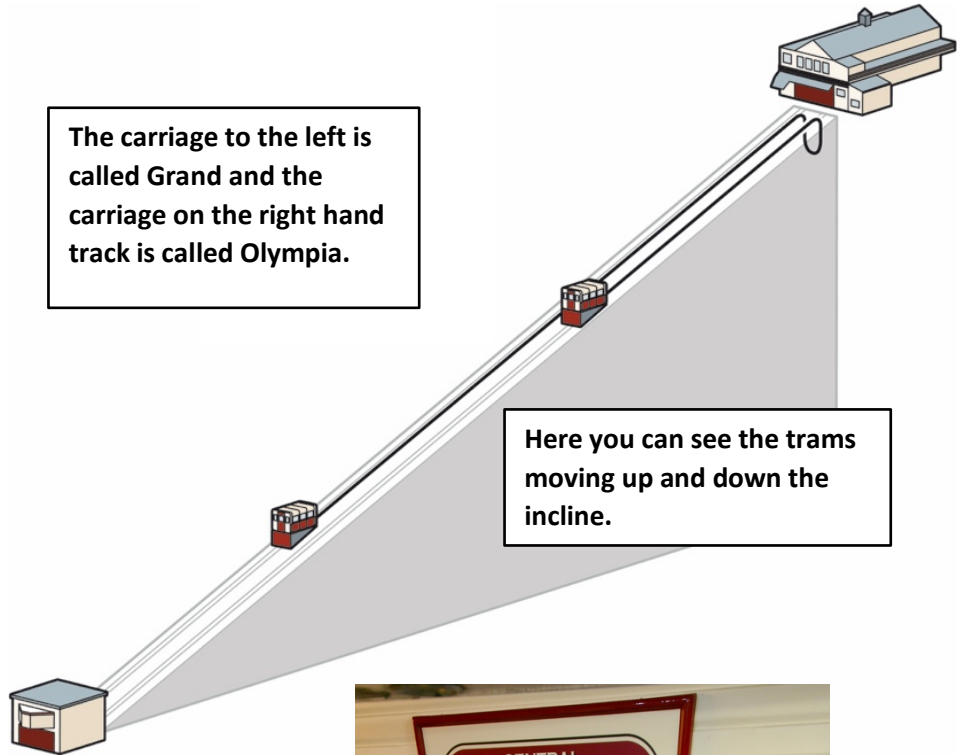 The carriage to the left is
called Grand and the
carriage on the right hand
track is called Olympia.
Here you can see the trams
moving up and down the
incline.